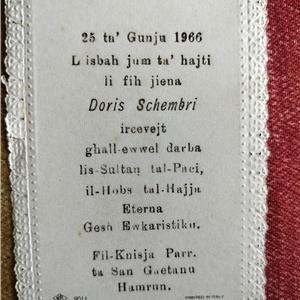 25 ta' Gunju 1966
L isbah jum ta' hajti
li fih jiena
Doris Schembri
ircevejt
ghall-ewwel darba
lis-Sultan tal-Paci,
il-Hobs tal-Hajja
Eterna
Gesh Ewkaristiku.
Fil-Knisja Parr.
ta San Gaetanu
Hamrun.